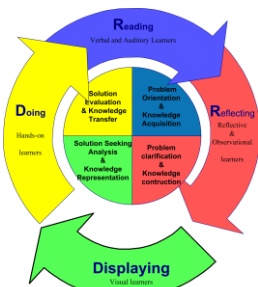 Reading
Verbal and Auditory Learners
Doing
Hands-on
learners
Solution
Evaluation
& Knowledge
Transfer
Problem
Orientation
&
Knowledge
Acquisition
Solution Seeking
Analysis
&
Knowledge
Representation
Problem
clarification
& Knowledge
contruction
Reflecting
Reflective
&
Observational
learners
Displaying
Visual learners